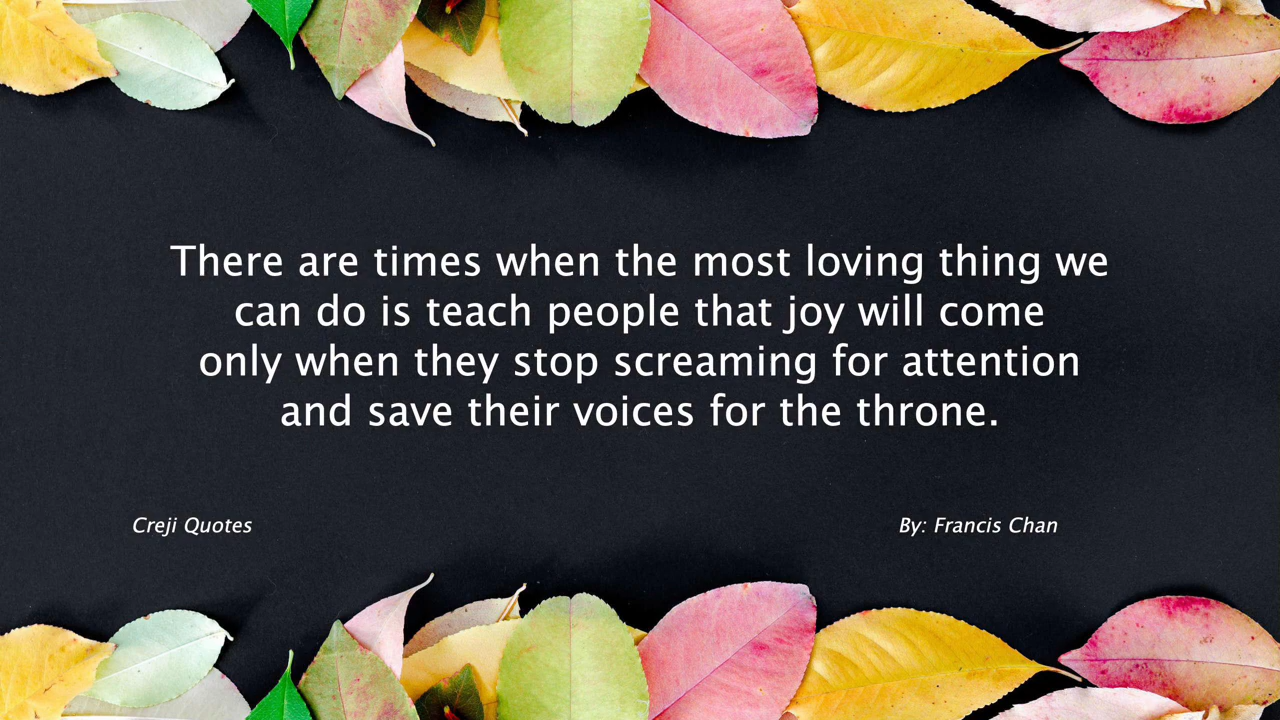 There are times when the most loving thing we
can do is teach people that joy will come
only when they stop screaming for attention
and save their voices for the throne.
Creji Quotes
By: Francis Chan